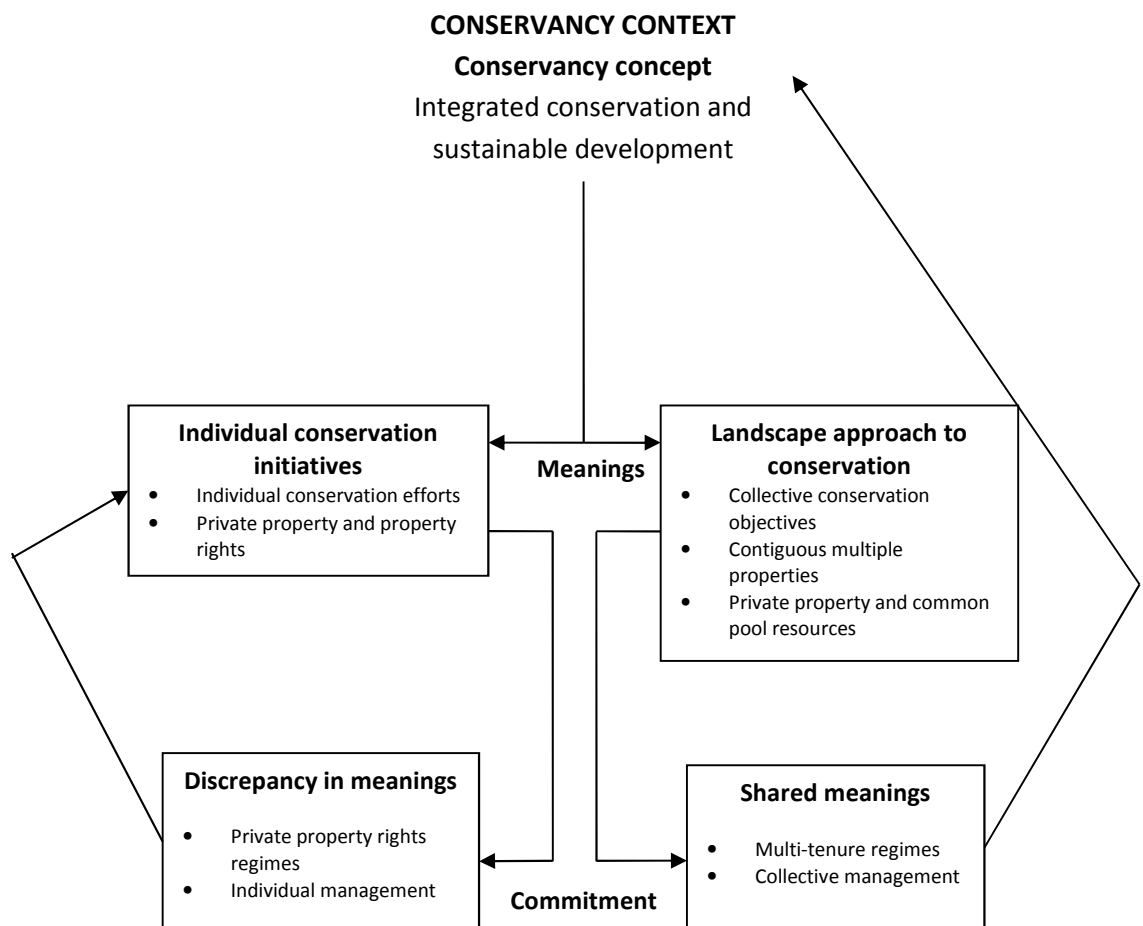 CONSERVANCY CONTEXT
Conservancy concept
Integrated conservation and
sustainable development
Individual conservation
initiatives
• Individual conservation efforts
• Private property and property
rights
Meanings
Landscape approach to
conservation
• Collective conservation
objectives
• Contiguous multiple
properties
• Private property and common
pool resources
Discrepancy in meanings
• Private property rights
regimes
• Individual management
Commitment
Shared meanings
• Multi-tenure regimes
• Collective management